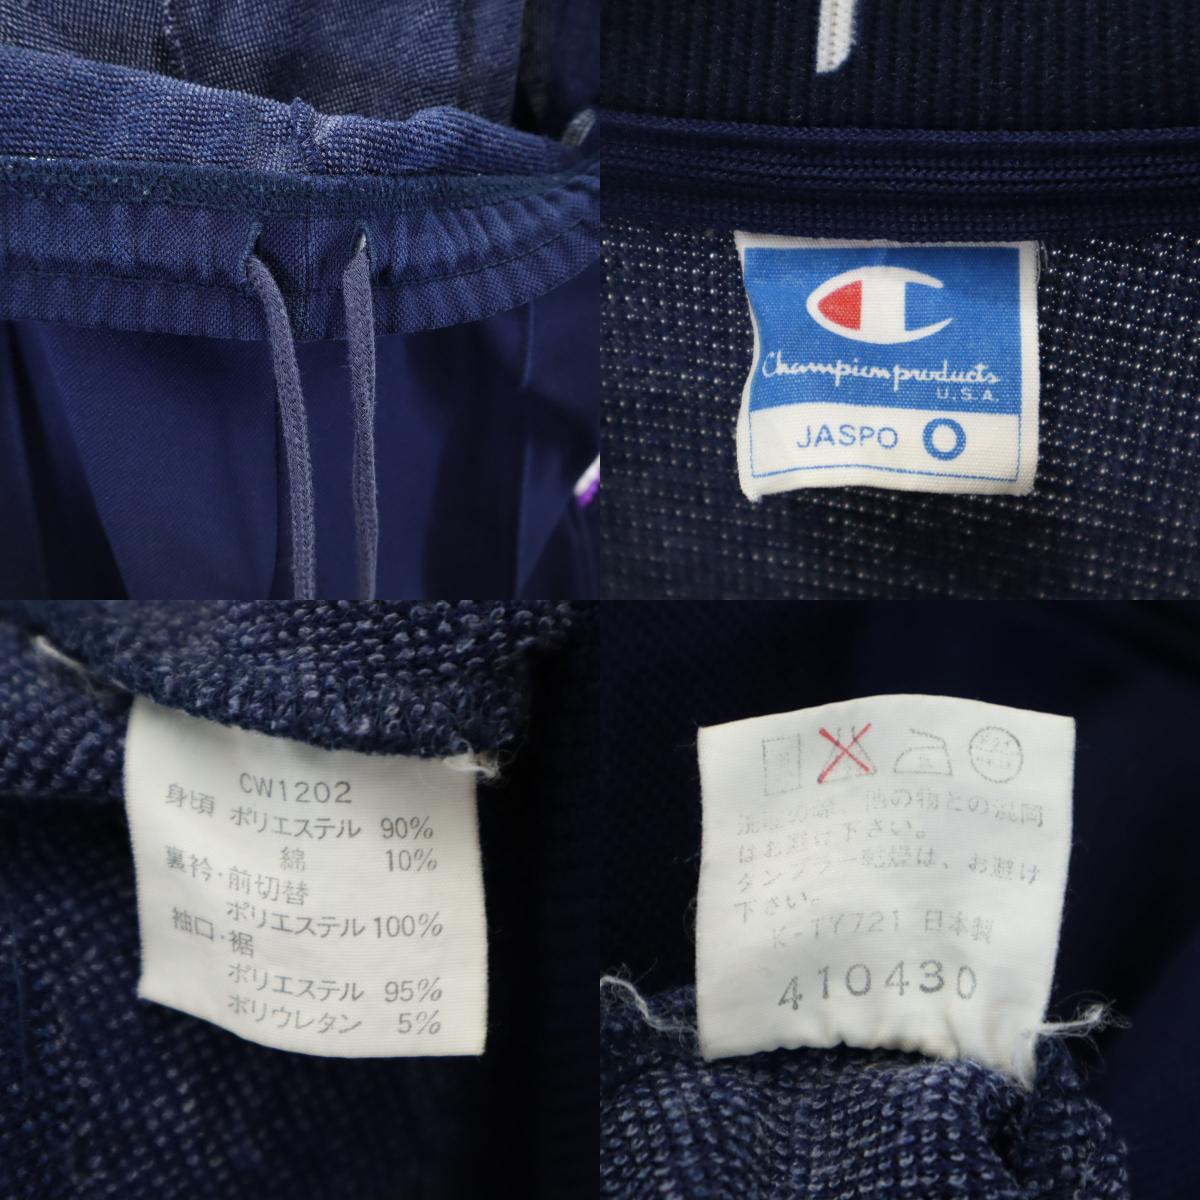 Champion products
U.S.A.
JASPO O
CW1202
身頃 ポリエステル 90%
綿 10%
裏衿・前切替
ポリエステル 100%
袖口・裾
ポリエステル 95%
ポリウレタン 5%
ドライ
洗濯の際、他の物との混同
はお避け下さい。
タンブラー乾燥は、お避け
下さい。
K-TY721 日本製
410430